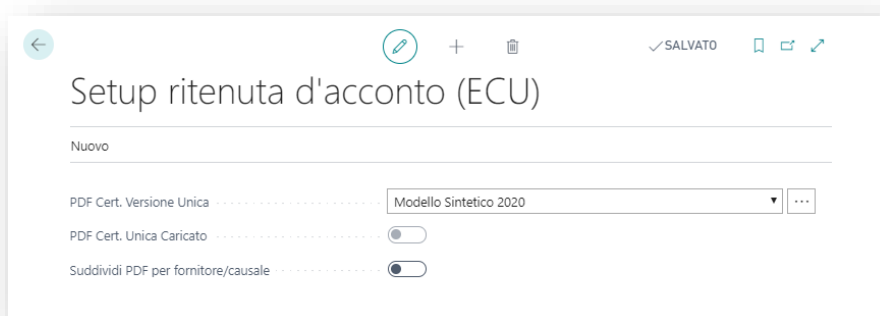 SALVATO
Setup ritenuta d'acconto (ECU)
Nuovo
PDF Cert. Versione Unica Modello Sintetico 2020
PDF Cert. Unica Caricato
Suddividi PDF per fornitore/causale